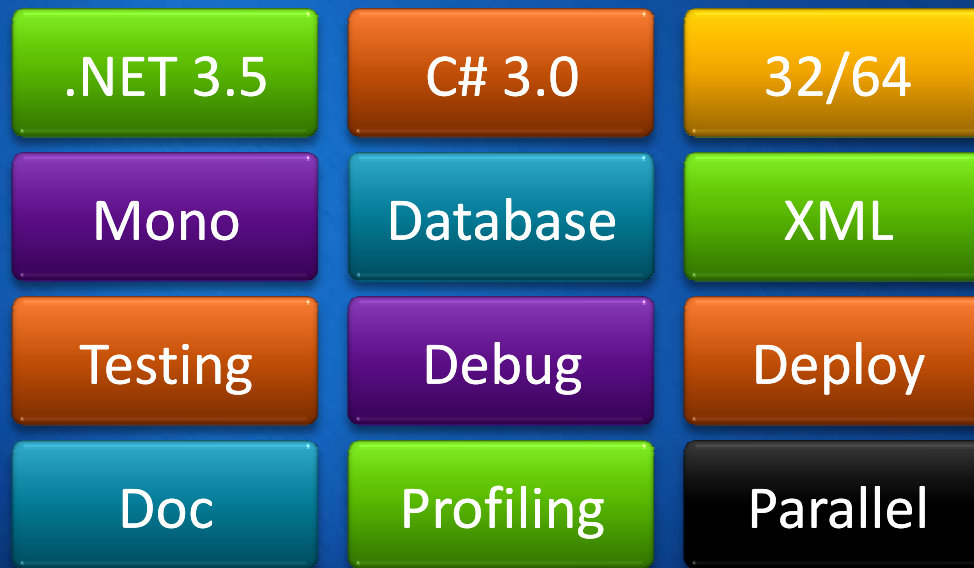 .NET 3.5
C# 3.0
32/64
Mono
Database
XML
Testing
Debug
Deploy
Doc
Profiling
Parallel